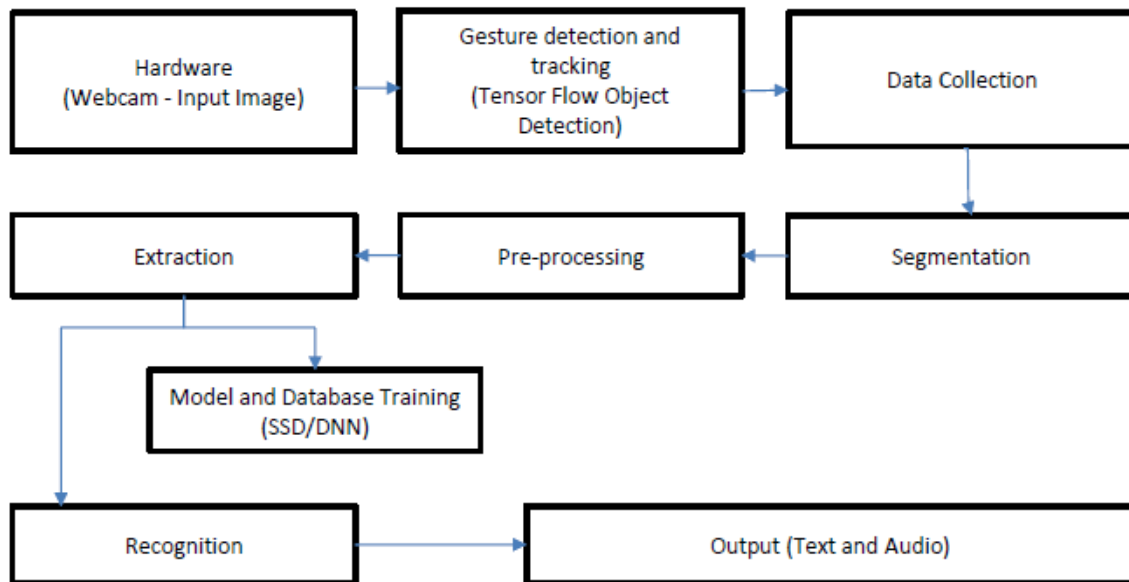 Hardware
(Webcam - Input Image)
Gesture detection and
tracking
(Tensor Flow Object
Detection)
Data Collection
Extraction
Pre-processing
Segmentation
Model and Database Training
(SSD/DNN)
Recognition
Output (Text and Audio)